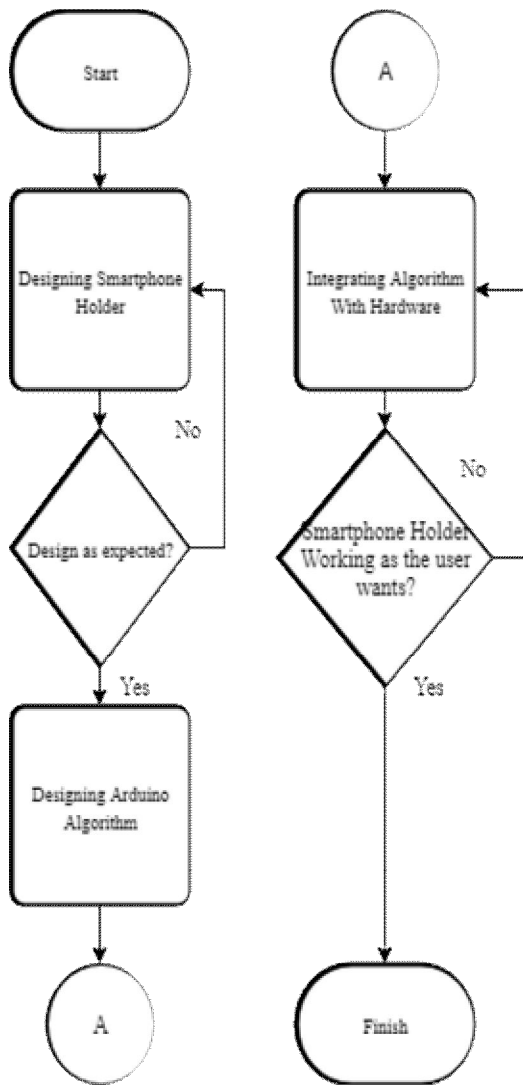 Start
Designing Smartphone
Holder
No
Design as expected?
Yes
Designing Arduino
Algorithm
A
A
Integrating Algorithm
With Hardware
No
Smartphone Holder
Working as the user
wants?
Yes
Finish